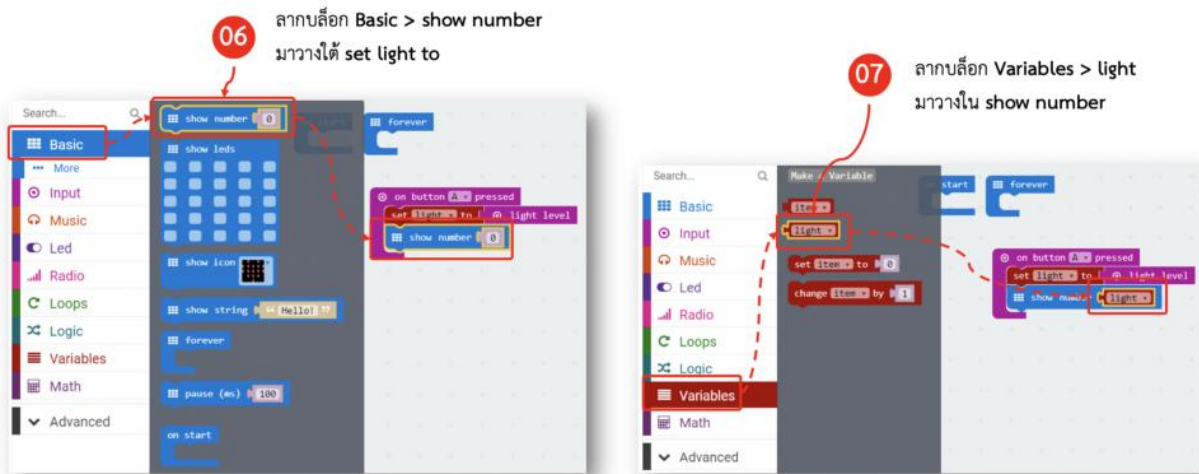 06
ลากบล็อก Basic > show number
มาวางใต้ set light to
Search...
Basic
More
Input
Music
Led
Radio
Loops
Logic
Variables
Math
Advanced
show number 0
show leds
show icon
show string " Hello! "
forever
pause (ms) 100
on start
forever
on button A pressed
set light to light level
show number 0
07
ลากบล็อก Variables > light
มาวางใน show number
Search...
Basic
Input
Music
Led
Radio
Loops
Logic
Variables
Math
Advanced
Make a Variable
item
light
set item to 0
change item by 1
start
forever
on button A pressed
set light to light level
show number light